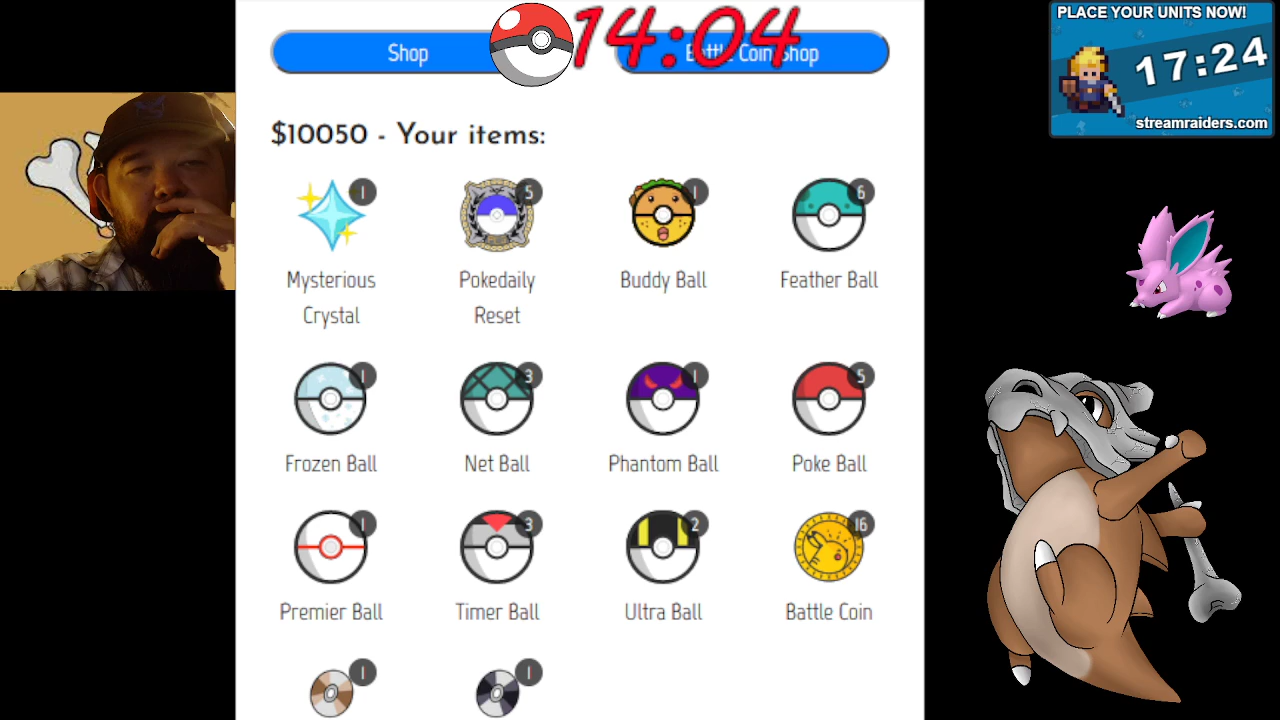 PLACE YOUR UNITS NOW!
17:24
streamraiders.com
14:04
Shop
Battle Coin Shop
$10050 - Your items:
1 5 1 6
Mysterious Crystal
Pokedaily Reset
Buddy Ball
Feather Ball
1 3 1 5
Frozen Ball
Net Ball
Phantom Ball
Poke Ball
1 3 2 16
Premier Ball
Timer Ball
Ultra Ball
Battle Coin
1 1